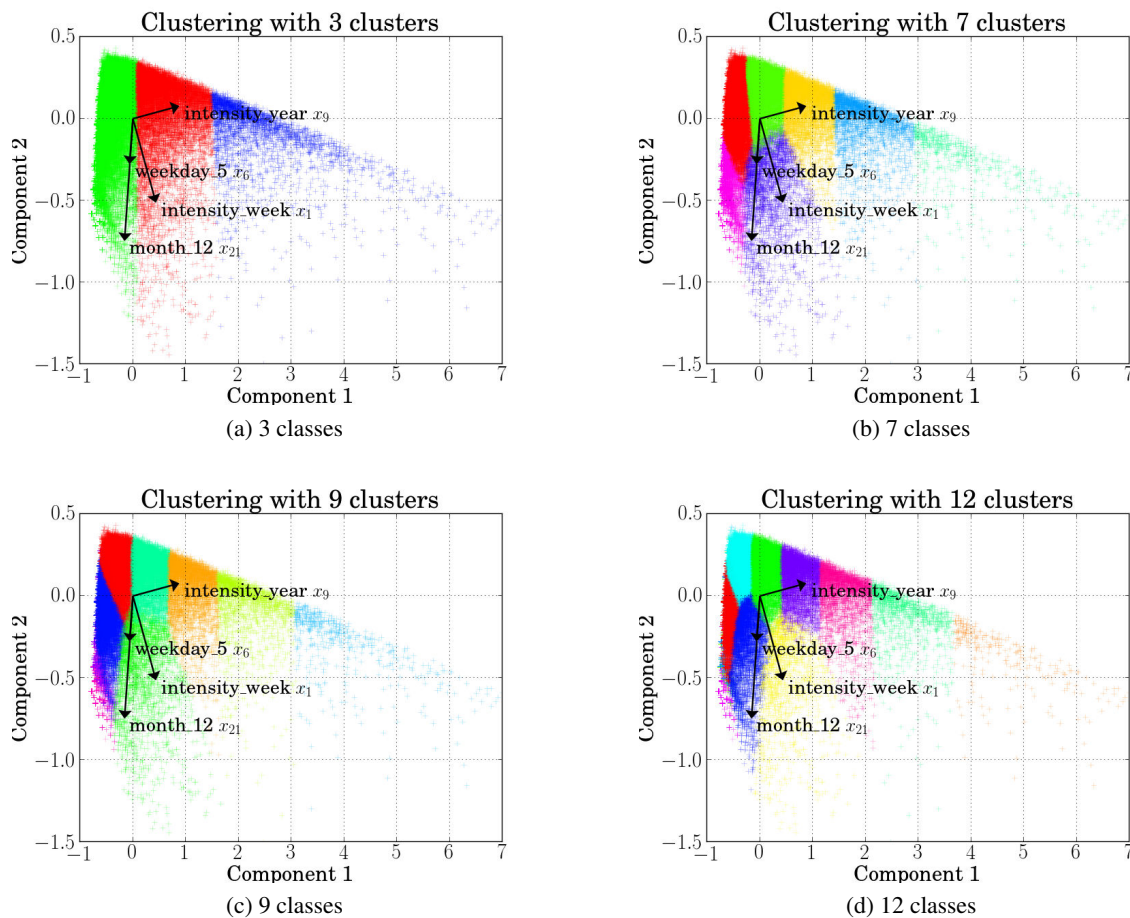 Clustering with 3 clusters
Component 2
0.5
0.0
−0.5
−1.0
−1.5
intensity_year x₉
weekday_5 x₆
intensity_week x₁
month_12 x₂₁
−1 0 1 2 3 4 5 6 7
Component 1
(a) 3 classes
Clustering with 7 clusters
Component 2
0.5
0.0
−0.5
−1.0
−1.5
intensity_year x₉
weekday_5 x₆
intensity_week x₁
month_12 x₂₁
−1 0 1 2 3 4 5 6 7
Component 1
(b) 7 classes
Clustering with 9 clusters
Component 2
0.5
0.0
−0.5
−1.0
−1.5
intensity_year x₉
weekday_5 x₆
intensity_week x₁
month_12 x₂₁
−1 0 1 2 3 4 5 6 7
Component 1
(c) 9 classes
Clustering with 12 clusters
Component 2
0.5
0.0
−0.5
−1.0
−1.5
intensity_year x₉
weekday_5 x₆
intensity_week x₁
month_12 x₂₁
−1 0 1 2 3 4 5 6 7
Component 1
(d) 12 classes